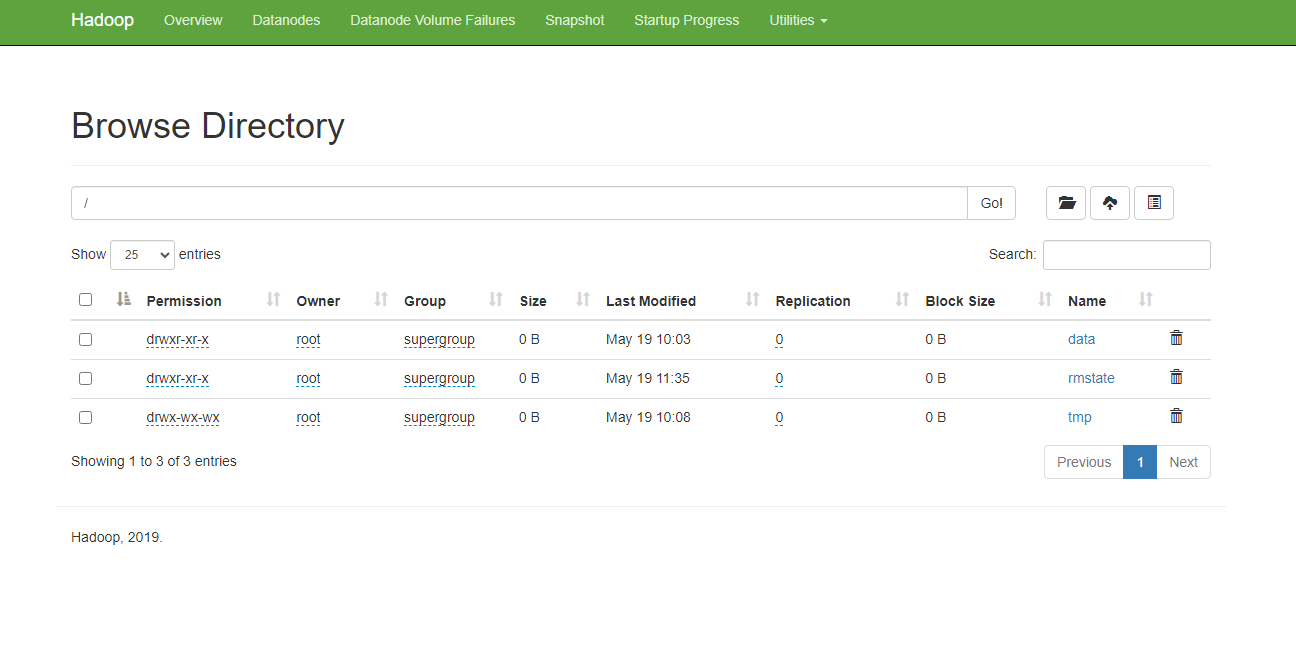 Hadoop Overview Datanodes Datanode Volume Failures Snapshot Startup Progress Utilities
Browse Directory
/ Go!
Show 25 entries Search:
Permission Owner Group Size Last Modified Replication Block Size Name
drwxr-xr-x root supergroup 0 B May 19 10:03 0 0 B data
drwxr-xr-x root supergroup 0 B May 19 11:35 0 0 B rmstate
drwx-wx-wx root supergroup 0 B May 19 10:08 0 0 B tmp
Showing 1 to 3 of 3 entries Previous 1 Next
Hadoop, 2019.